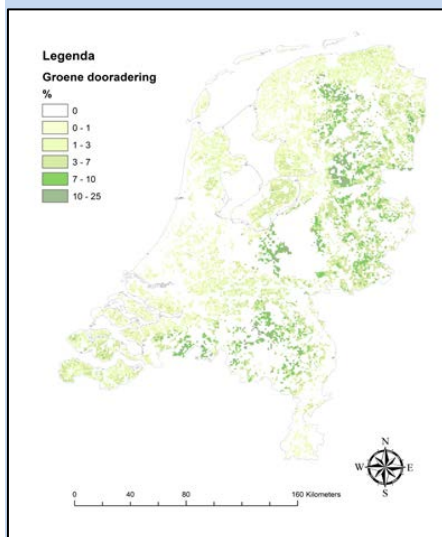 Legenda
Groene dooradering
%
0
0 - 1
1 - 3
3 - 7
7 - 10
10 - 25
N
W E
S
0 40 80 160 Kilometers